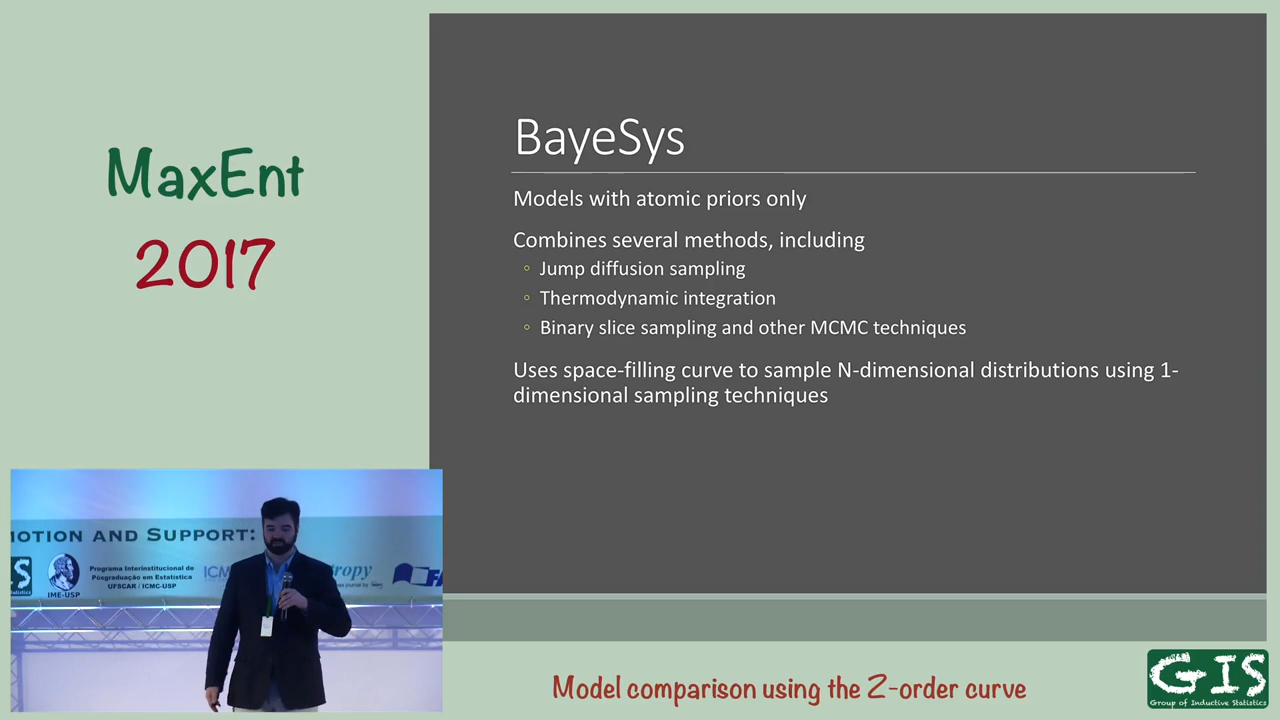 MaxEnt
2017
BayeSys
Models with atomic priors only
Combines several methods, including
Jump diffusion sampling
Thermodynamic integration
Binary slice sampling and other MCMC techniques
Uses space-filling curve to sample N-dimensional distributions using 1-
dimensional sampling techniques
MOTION AND SUPPORT:
IME-USP
Programa Interinstitucional de
Pósgraduação em Estatística
UFSCAR / ICMC-USP
ICM
tropy
Model comparison using the Z-order curve
GIS
Group of Inductive Statistics